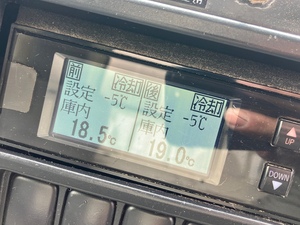 前 冷却 後 冷却
設定 -5℃ 設定 -5℃
庫内 庫内
18.5℃ 19.0℃
UP
DOWN